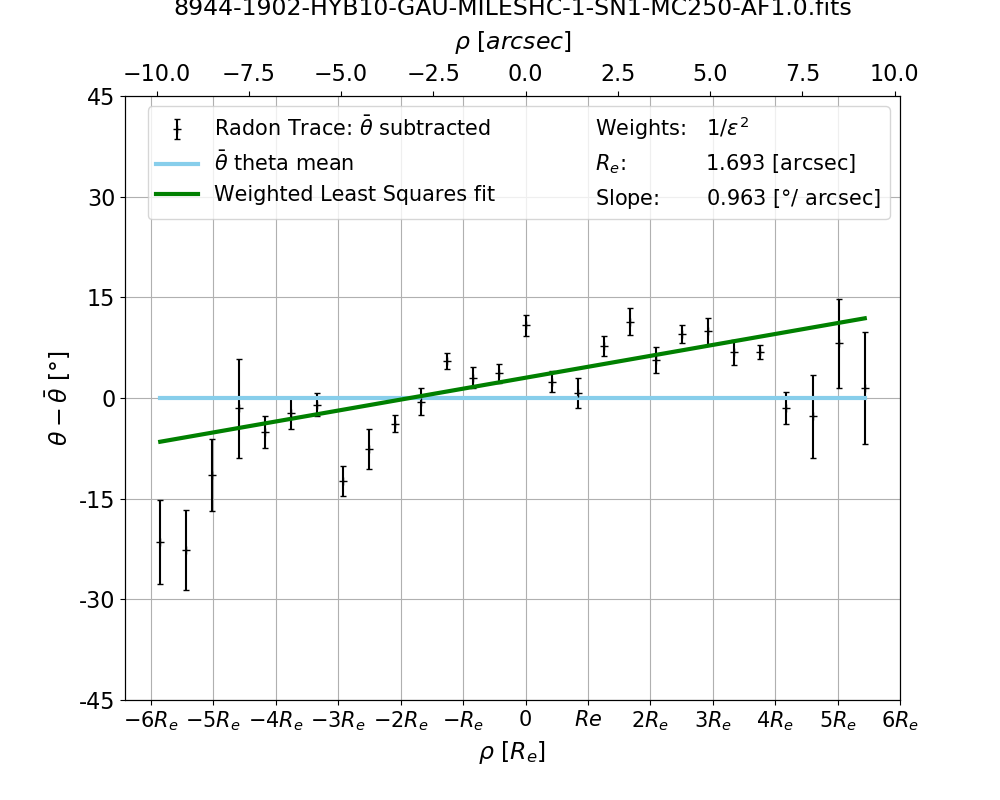 8944-1902-HYB10-GAU-MILESHC-1-SN1-MC250-AF1.0.fits
ρ [arcsec]
−10.0 −7.5 −5.0 −2.5 0.0 2.5 5.0 7.5 10.0
Radon Trace: θ̄ subtracted
θ̄ theta mean
Weighted Least Squares fit
Weights: 1/ε²
Rₑ: 1.693 [arcsec]
Slope: 0.963 [°/ arcsec]
45
30
15
0
-15
-30
-45
θ − θ̄ [°]
−6Rₑ −5Rₑ −4Rₑ −3Rₑ −2Rₑ −Rₑ 0 Re 2Rₑ 3Rₑ 4Rₑ 5Rₑ 6Rₑ
ρ [Rₑ]